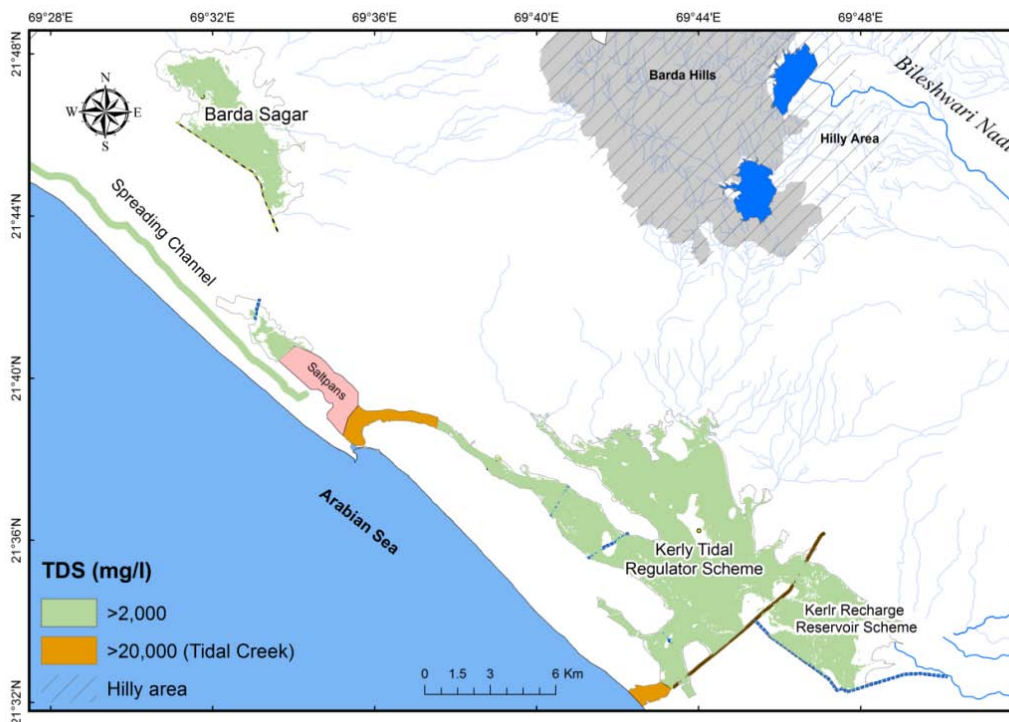 69°28'E 69°32'E 69°36'E 69°40'E 69°44'E 69°48'E
21°48'N
21°44'N
21°40'N
21°36'N
21°32'N
N
W E
S
Barda Sagar
Barda Hills
Hilly Area
Bileshwari Nadi
Spreading Channel
Saltpans
Arabian Sea
Kerly Tidal
Regulator Scheme
Kerlr Recharge
Reservoir Scheme
TDS (mg/l)
>2,000
>20,000 (Tidal Creek)
Hilly area
0 1.5 3 6 Km